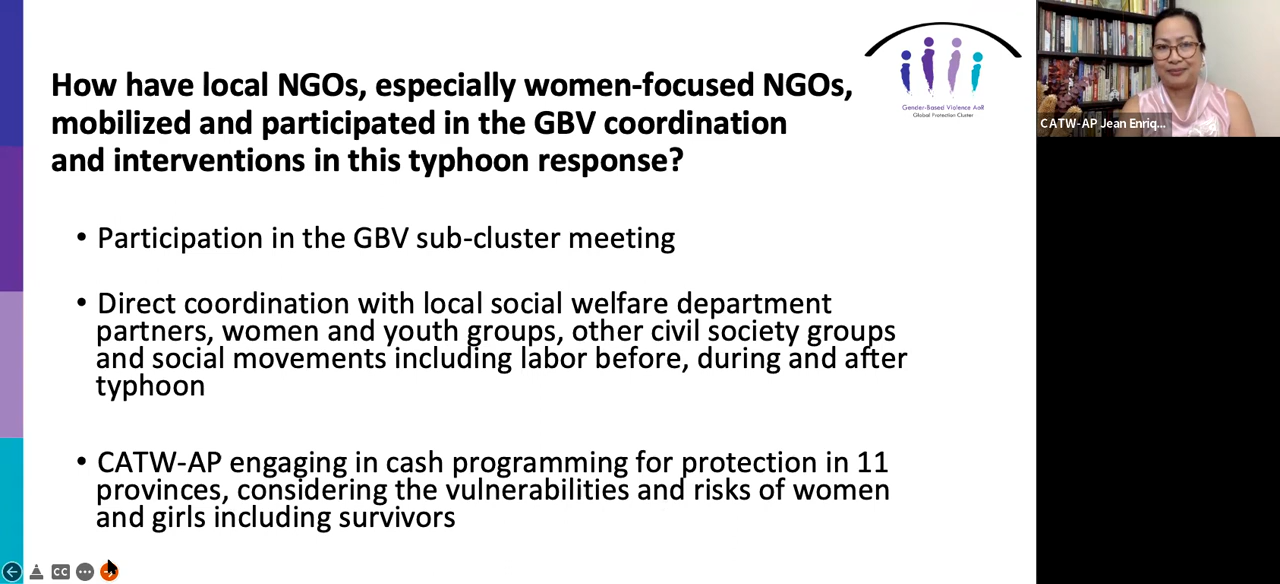 How have local NGOs, especially women-focused NGOs,
mobilized and participated in the GBV coordination
and interventions in this typhoon response?
Gender-Based Violence AoR
Global Protection Cluster
CATW-AP Jean Enriq...
• Participation in the GBV sub-cluster meeting
• Direct coordination with local social welfare department
partners, women and youth groups, other civil society groups
and social movements including labor before, during and after
typhoon
• CATW-AP engaging in cash programming for protection in 11
provinces, considering the vulnerabilities and risks of women
and girls including survivors
CC